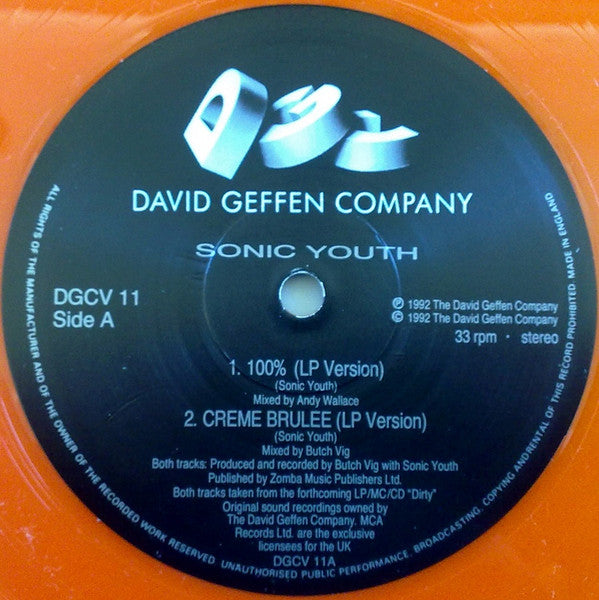 DGC
DAVID GEFFEN COMPANY
SONIC YOUTH
DGCV 11
Side A
℗ 1992 The David Geffen Company
© 1992 The David Geffen Company
33 rpm · stereo
1. 100% (LP Version)
(Sonic Youth)
Mixed by Andy Wallace
2. CREME BRULEE (LP Version)
(Sonic Youth)
Mixed by Butch Vig
Both tracks: Produced and recorded by Butch Vig with Sonic Youth
Published by Zomba Music Publishers Ltd.
Both tracks taken from the forthcoming LP/MC/CD "Dirty"
Original sound recordings owned by
The David Geffen Company. MCA
Records Ltd. are the exclusive
licensees for the UK
DGCV 11A
ALL RIGHTS OF THE MANUFACTURER AND OF THE OWNER OF THE RECORDED WORK RESERVED. UNAUTHORISED PUBLIC PERFORMANCE, BROADCASTING, COPYING AND RENTAL OF THIS RECORD PROHIBITED. MADE IN ENGLAND